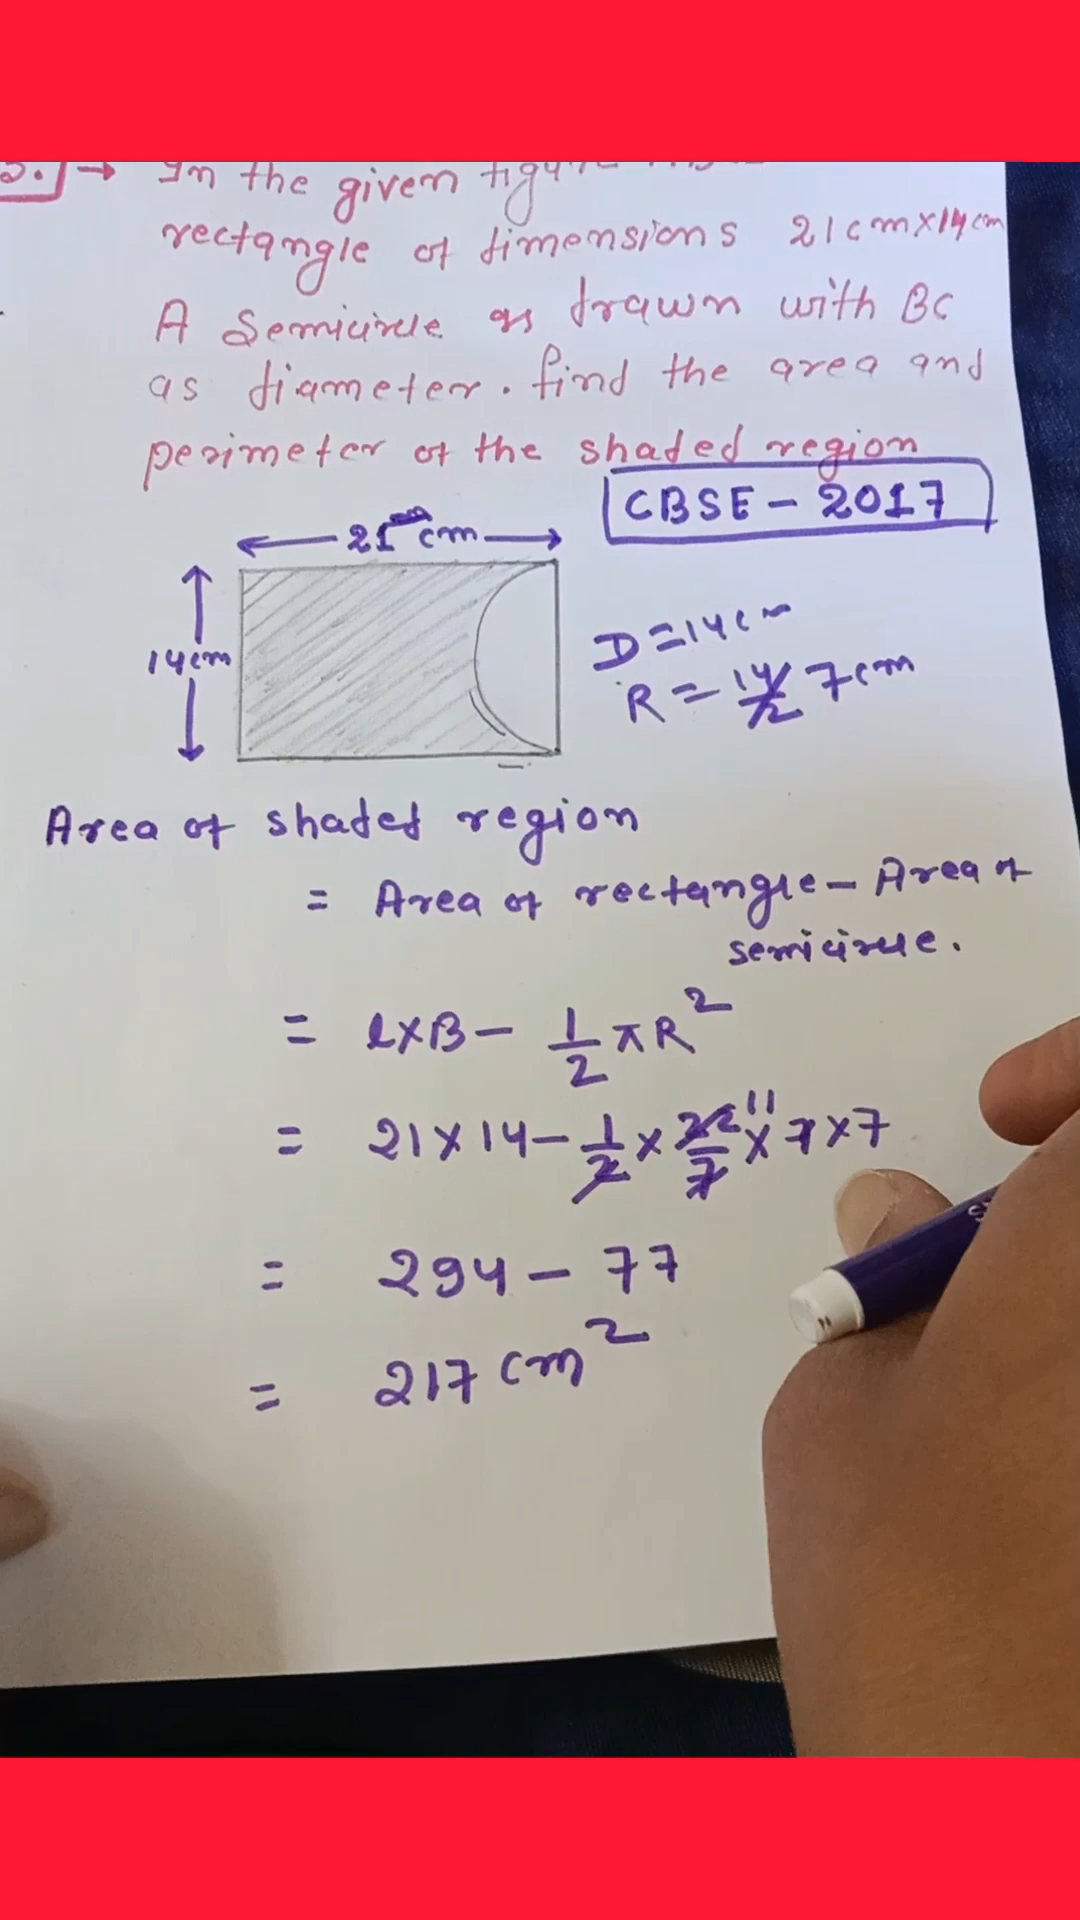 → In the given
rectangle of dimensions 21cm×14cm
A Semicircle is drawn with BC
as diameter. find the area and
perimeter of the shaded region
CBSE - 2017
21 cm
14cm
D=14cm
R=14/2 7cm
Area of shaded region
= Area of rectangle - Area of
semicircle.
= l×B - 1/2 πR²
= 21×14 - 1/2 × 22/7 11 × 7×7
= 294 - 77
= 217 cm²